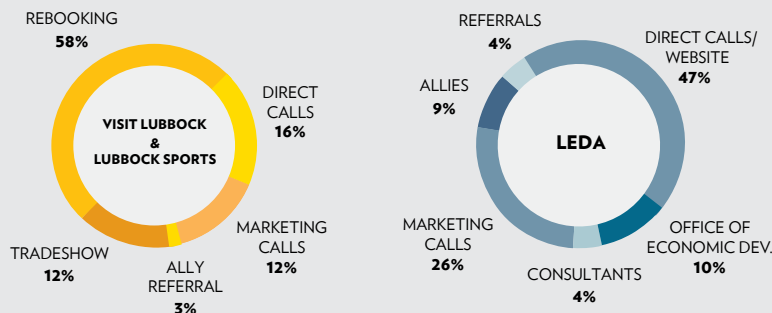 REBOOKING
58%
DIRECT
CALLS
16%
VISIT LUBBOCK
&
LUBBOCK SPORTS
MARKETING
CALLS
12%
ALLY
REFERRAL
3%
TRADESHOW
12%
REFERRALS
4%
DIRECT CALLS/
WEBSITE
47%
ALLIES
9%
LEDA
MARKETING
CALLS
26%
CONSULTANTS
4%
OFFICE OF
ECONOMIC DEV.
10%